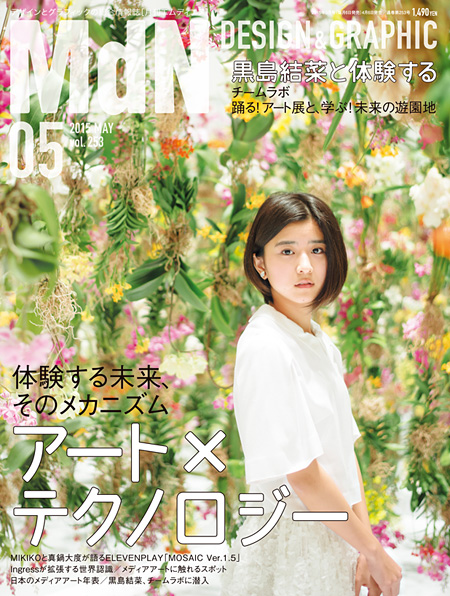 MdN
DESIGN & GRAPHIC
1,490 YEN
黒島結菜と体験する
チームラボ
踊る!アート展と、学ぶ!未来の遊園地
05
2015 MAY
vol. 253
体験する未来、
そのメカニズム
アート×
テクノロジー
MIKIKOと真鍋大度が語るELEVENPLAY「MOSAIC Ver.1.5」
Ingressが拡張する世界認識/メディアアートに触れるスポット
日本のメディアアート年表/黒島結菜、チームラボに潜入